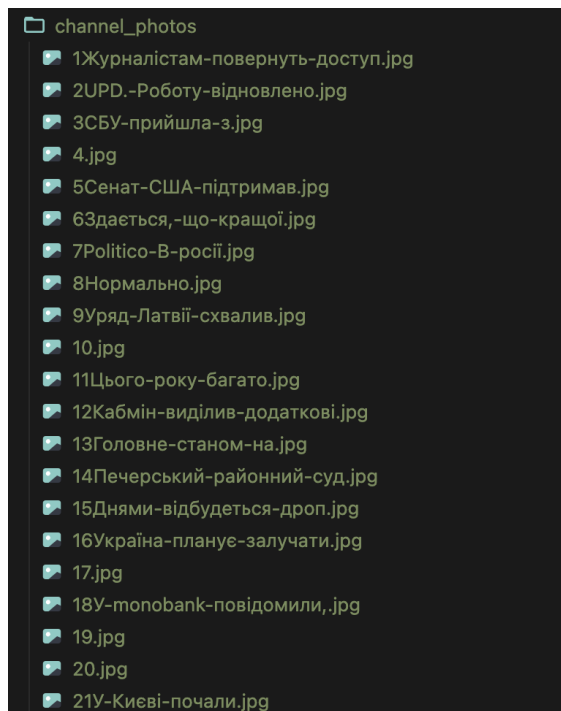 channel_photos
1Журналістам-повернуть-доступ.jpg
2UPD.-Роботу-відновлено.jpg
3СБУ-прийшла-з.jpg
4.jpg
5Сенат-США-підтримав.jpg
6Здається,-що-кращої.jpg
7Politico-В-росії.jpg
8Нормально.jpg
9Уряд-Латвії-схвалив.jpg
10.jpg
11Цього-року-багато.jpg
12Кабмін-виділив-додаткові.jpg
13Головне-станом-на.jpg
14Печерський-районний-суд.jpg
15Днями-відбудеться-дроп.jpg
16Україна-планує-залучати.jpg
17.jpg
18У-monobank-повідомили,.jpg
19.jpg
20.jpg
21У-Києві-почали.jpg